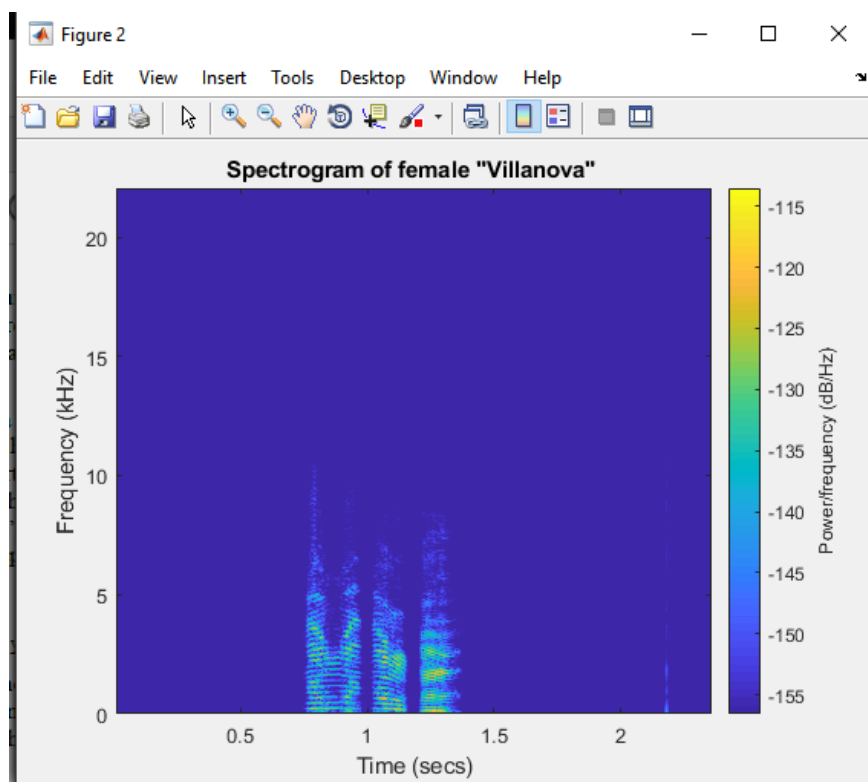 Figure 2
File Edit View Insert Tools Desktop Window Help
Spectrogram of female "Villanova"
20
15
10
5
0
Frequency (kHz)
0.5 1 1.5 2
Time (secs)
-115
-120
-125
-130
-135
-140
-145
-150
-155
Power/frequency (dB/Hz)